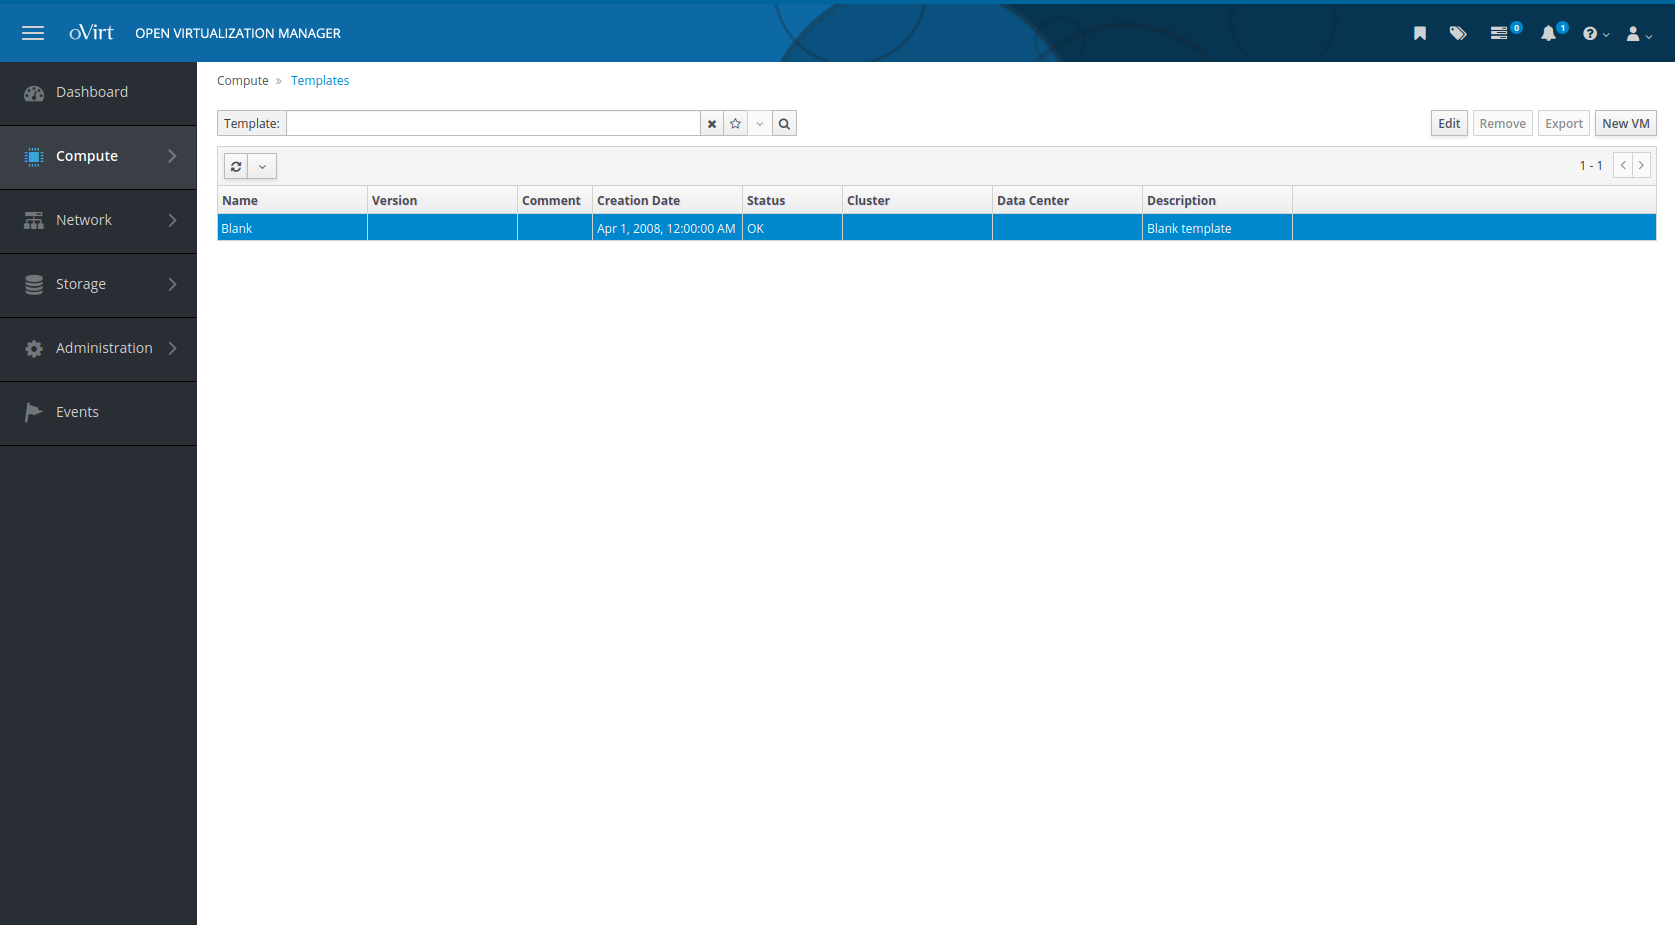 oVirt OPEN VIRTUALIZATION MANAGER 0 1
Dashboard
Compute
Network
Storage
Administration
Events
Compute » Templates
Template: Edit Remove Export New VM
1 - 1
Name Version Comment Creation Date Status Cluster Data Center Description
Blank Apr 1, 2008, 12:00:00 AM OK Blank template